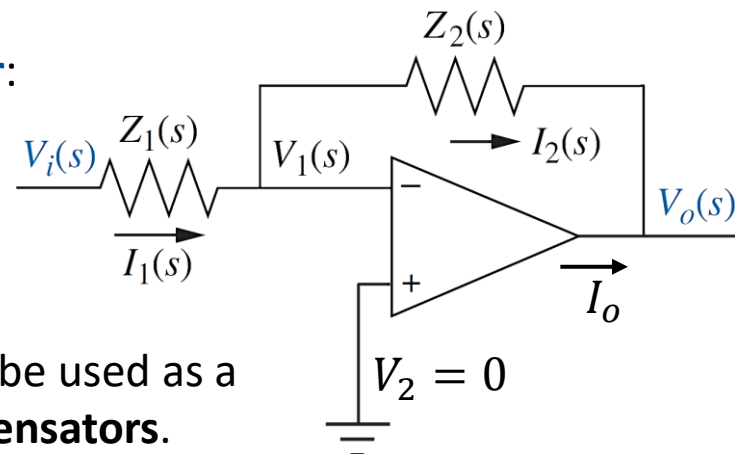 r:
Z₂(s)
Z₁(s)
Vᵢ(s)
V₁(s)
I₂(s)
−
Vₒ(s)
I₁(s)
+
Iₒ
be used as a
V₂ = 0
ensators.